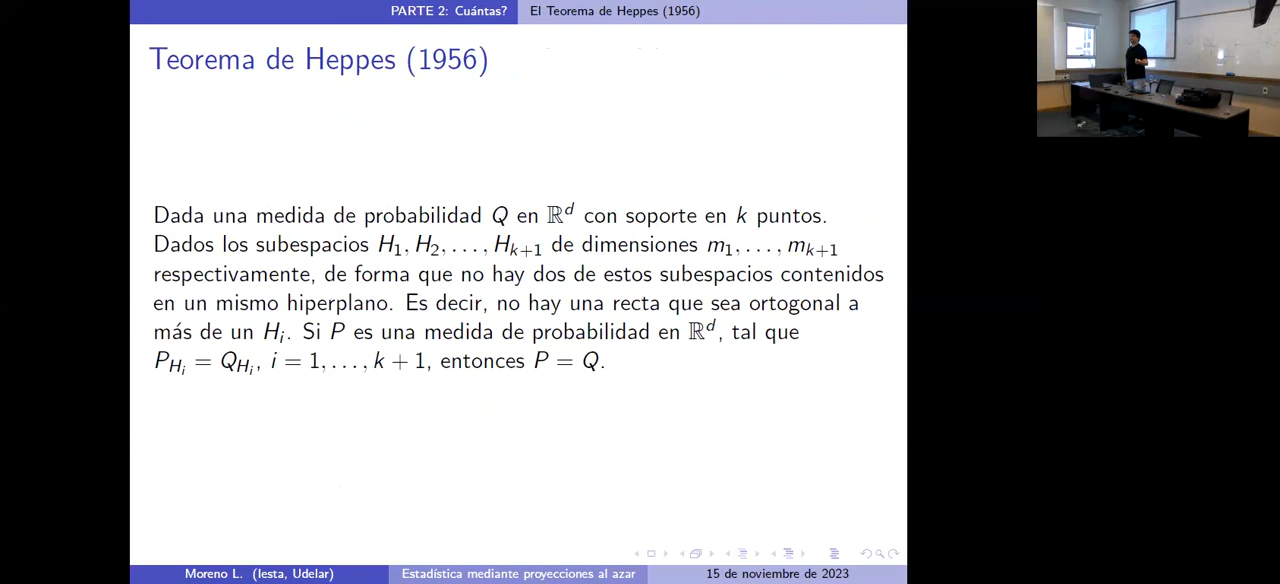 PARTE 2: Cuántas? El Teorema de Heppes (1956)
Teorema de Heppes (1956)
Dada una medida de probabilidad Q en ℝ^d con soporte en k puntos.
Dados los subespacios H_1, H_2, . . . , H_{k+1} de dimensiones m_1, . . . , m_{k+1}
respectivamente, de forma que no hay dos de estos subespacios contenidos
en un mismo hiperplano. Es decir, no hay una recta que sea ortogonal a
más de un H_i. Si P es una medida de probabilidad en ℝ^d, tal que
P_{H_i} = Q_{H_i}, i = 1, . . . , k + 1, entonces P = Q.
Moreno L. (Iesta, Udelar) Estadística mediante proyecciones al azar 15 de noviembre de 2023